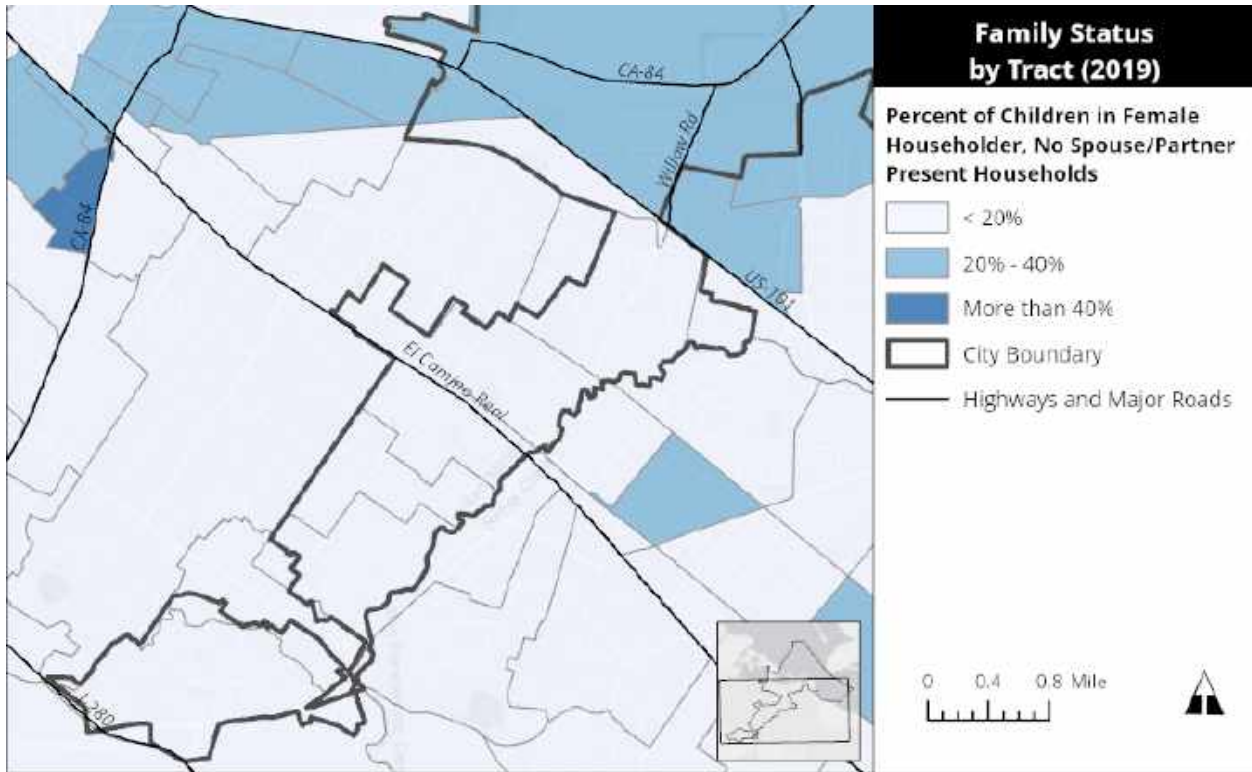 Family Status
by Tract (2019)
Percent of Children in Female
Householder, No Spouse/Partner
Present Households
< 20%
20% - 40%
More than 40%
City Boundary
Highways and Major Roads
0 0.4 0.8 Mile
CA-84
Willow Rd
CA-84
US-101
El Camino Real
I-280